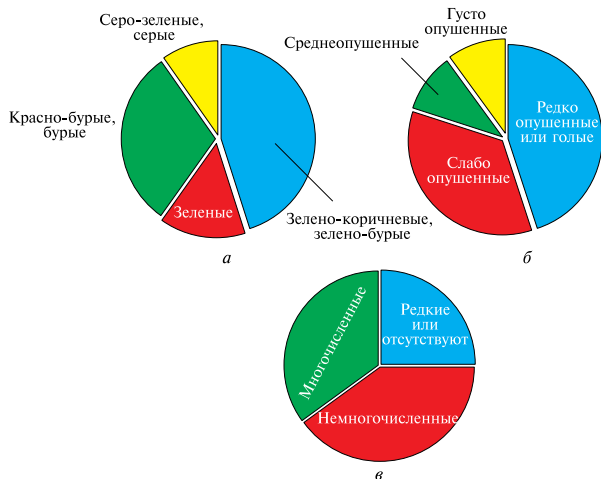 Серо-зеленые,
серые
Красно-бурые,
бурые
Зеленые
Зелено-коричневые,
зелено-бурые
а
Густо
опушенные
Среднеопушенные
Редко
опушенные
или голые
Слабо
опушенные
б
Многочисленные
Редкие
или
отсутствуют
Немногочисленные
в